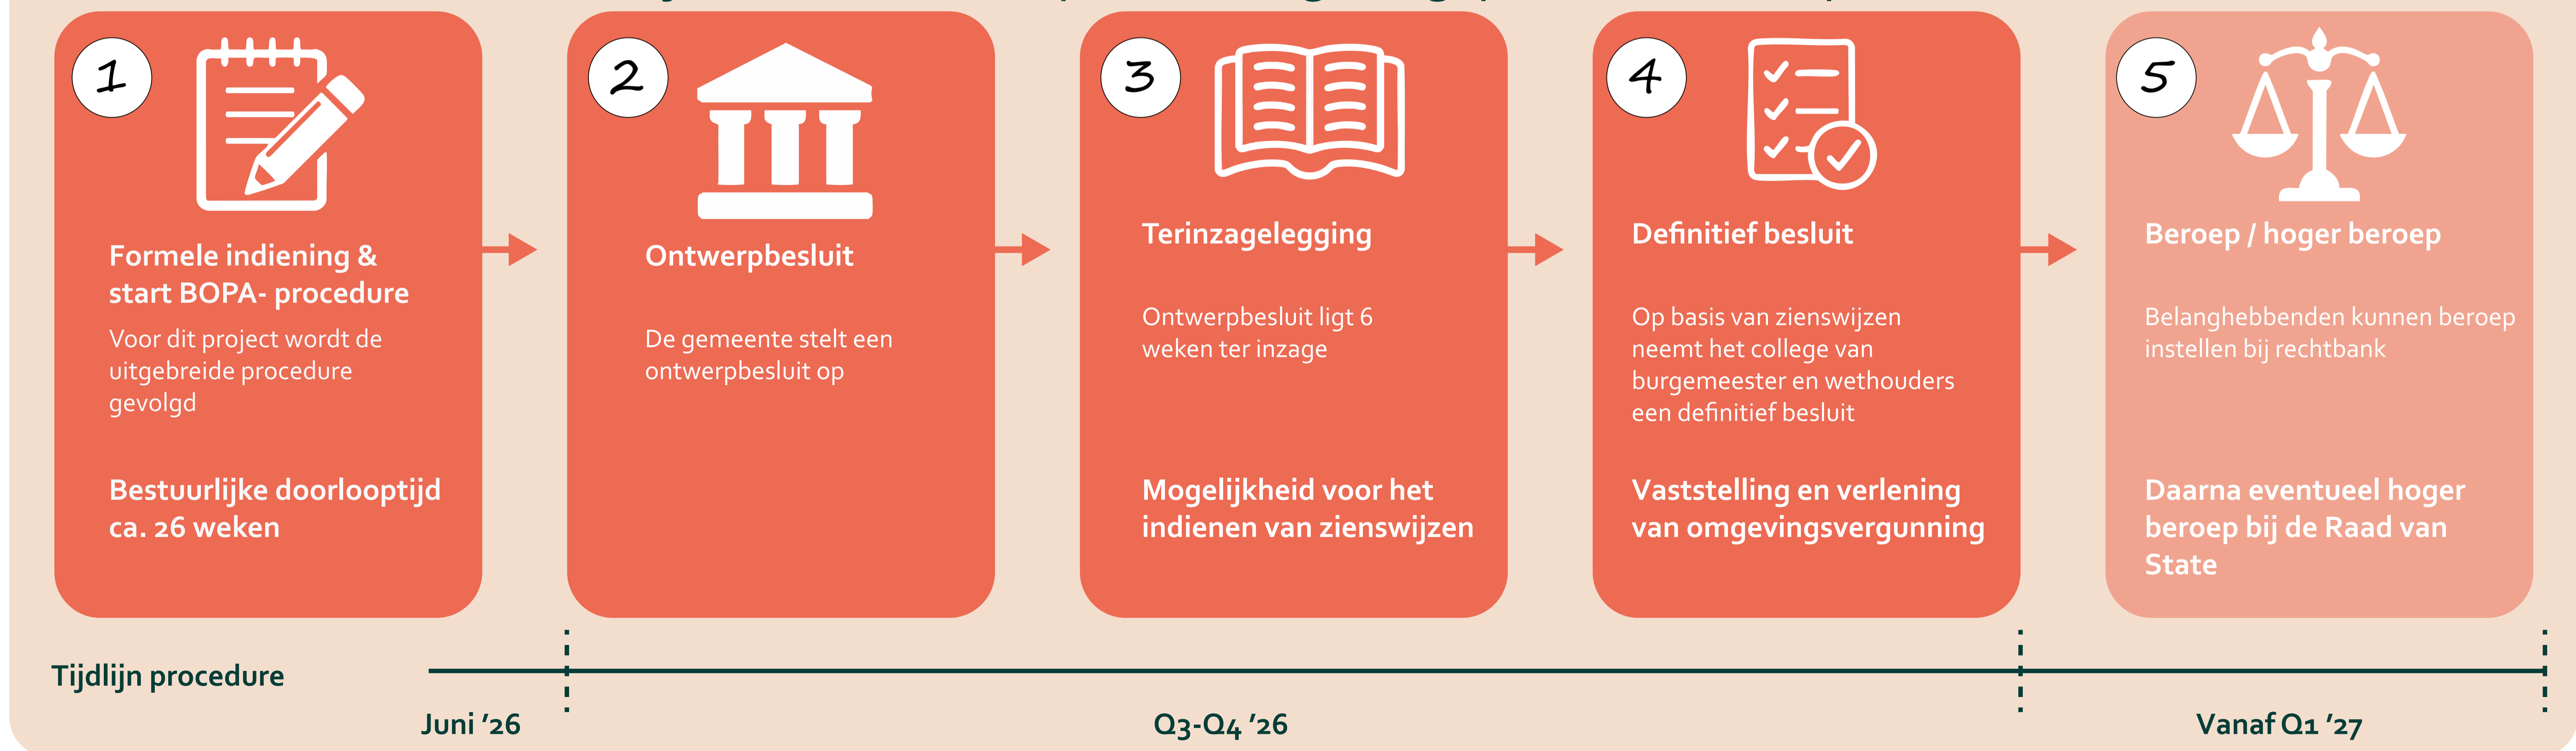 1
Formele indiening &
start BOPA- procedure
Voor dit project wordt de
uitgebreide procedure
gevolgd
Bestuurlijke doorlooptijd
ca. 26 weken
2
Ontwerpbesluit
De gemeente stelt een
ontwerpbesluit op
3
Terinzagelegging
Ontwerpbesluit ligt 6
weken ter inzage
Mogelijkheid voor het
indienen van zienswijzen
4
Definitief besluit
Op basis van zienswijzen
neemt het college van
burgemeester en wethouders
een definitief besluit
Vaststelling en verlening
van omgevingsvergunning
5
Beroep / hoger beroep
Belanghebbenden kunnen beroep
instellen bij rechtbank
Daarna eventueel hoger
beroep bij de Raad van
State
Tijdlijn procedure
Juni '26
Q3-Q4 '26
Vanaf Q1 '27